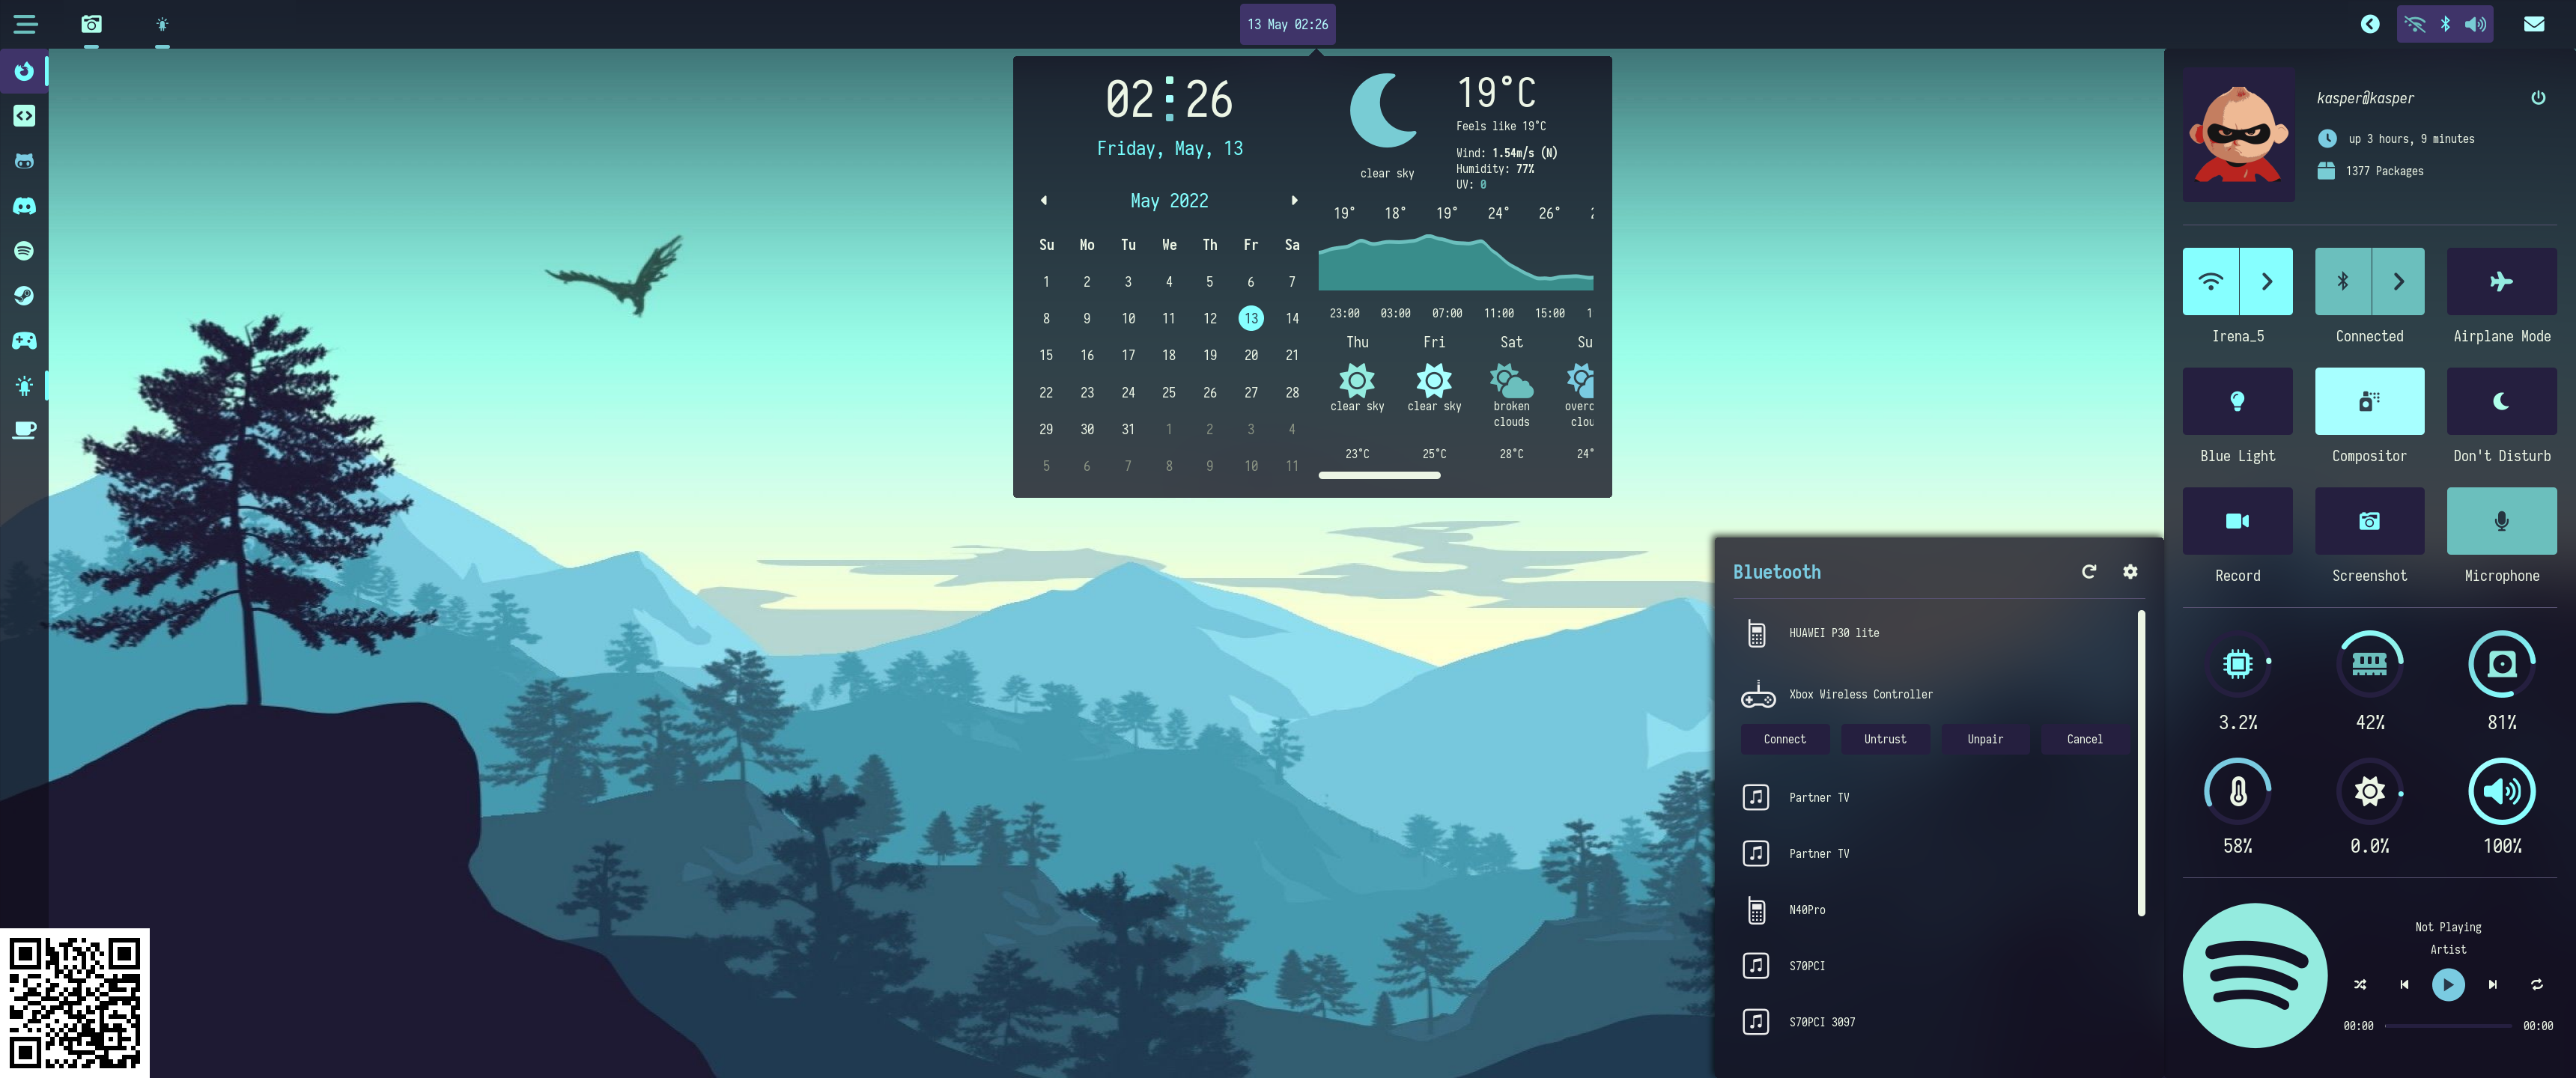 13 May 02:26
02:26
Friday, May, 13
May 2022
Su Mo Tu We Th Fr Sa
1 2 3 4 5 6 7
8 9 10 11 12 13 14
15 16 17 18 19 20 21
22 23 24 25 26 27 28
29 30 31 1 2 3 4
5 6 7 8 9 10 11
clear sky
19°C
Feels like 19°C
Wind: 1.54m/s (N)
Humidity: 77%
UV: 0
19° 18° 19° 24° 26°
23:00 03:00 07:00 11:00 15:00 1
Thu Fri Sat Su
clear sky clear sky broken clouds overc clou
23°C 25°C 28°C 24°
Bluetooth
HUAWEI P30 lite
Xbox Wireless Controller
Connect Untrust Unpair Cancel
Partner TV
Partner TV
N40Pro
S70PCI
S70PCI 3097
kasper@kasper
up 3 hours, 9 minutes
1377 Packages
Irena_5 Connected Airplane Mode
Blue Light Compositor Don't Disturb
Record Screenshot Microphone
3.2% 42% 81%
58% 0.0% 100%
Not Playing
Artist
00:00 00:00